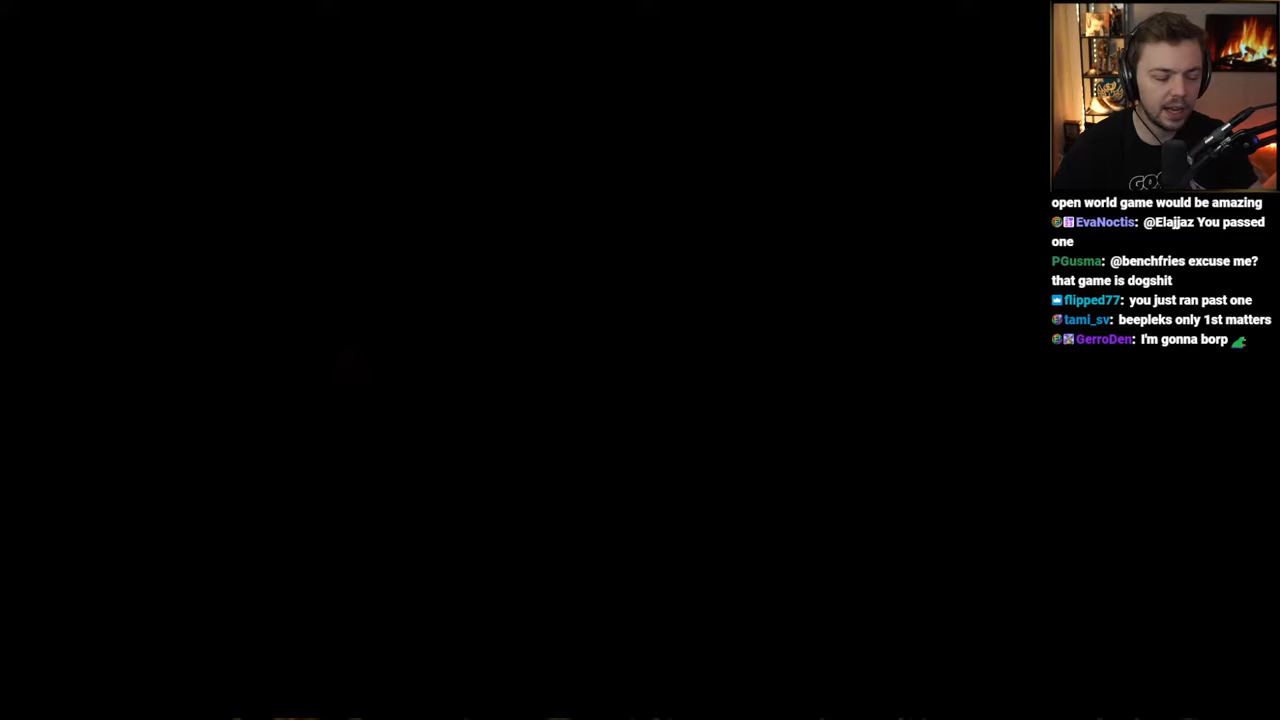 GOS
open world game would be amazing
EvaNoctis: @Elajjaz You passed
one
PGusma: @benchfries excuse me?
that game is dogshit
flipped77: you just ran past one
tami_sv: beepleks only 1st matters
GerroDen: I'm gonna borp